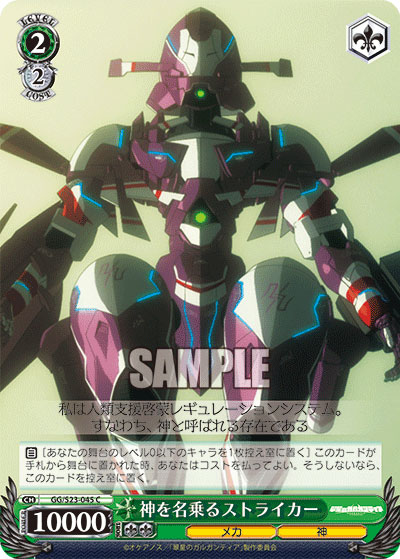 LEVEL
2
2
COST
SAMPLE
私は人類支援啓蒙レギュレーションシステム。
すなわち、神と呼ばれる存在である
【[あなたの舞台のレベル0以下のキャラを1枚控え室に置く] このカードが
手札から舞台に置かれた時、あなたはコストを払ってよい。そうしないなら、
このカードを控え室に置く。
CH
GG/S23-045 C
10000
神を名乗るストライカー
メカ
神
©オケアノス/「翠星のガルガンティア」製作委員会